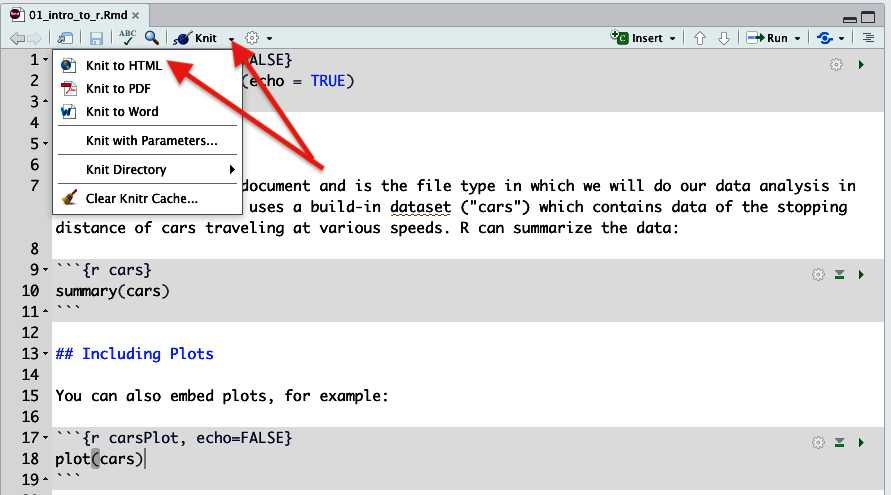 01_intro_to_r.Rmd
ABC Knit Insert Run
1 ALSE}
Knit to HTML
2 (echo = TRUE)
Knit to PDF
3
Knit to Word
4
Knit with Parameters...
5
6
Knit Directory
7 document and is the file type in which we will do our data analysis in
Clear Knitr Cache...
uses a build-in dataset ("cars") which contains data of the stopping
distance of cars traveling at various speeds. R can summarize the data:
8
9 ```{r cars}
10 summary(cars)
11 ```
12
13 ## Including Plots
14
15 You can also embed plots, for example:
16
17 ```{r carsPlot, echo=FALSE}
18 plot(cars)
19 ```